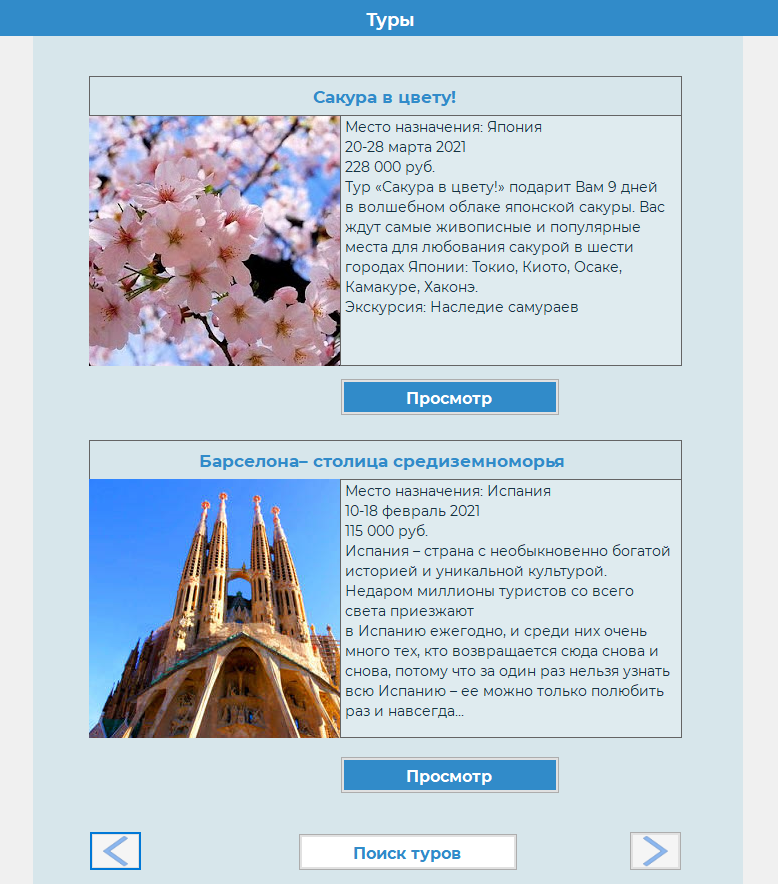 Туры
Сакура в цвету!
Место назначения: Япония
20-28 марта 2021
228 000 руб.
Тур «Сакура в цвету!» подарит Вам 9 дней
в волшебном облаке японской сакуры. Вас
ждут самые живописные и популярные
места для любования сакурой в шести
городах Японии: Токио, Киото, Осаке,
Камакуре, Хаконэ.
Экскурсия: Наследие самураев
Просмотр
Барселона– столица средиземноморья
Место назначения: Испания
10-18 февраль 2021
115 000 руб.
Испания – страна с необыкновенно богатой
историей и уникальной культурой.
Недаром миллионы туристов со всего
света приезжают
в Испанию ежегодно, и среди них очень
много тех, кто возвращается сюда снова и
снова, потому что за один раз нельзя узнать
всю Испанию – ее можно только полюбить
раз и навсегда...
Просмотр
Поиск туров